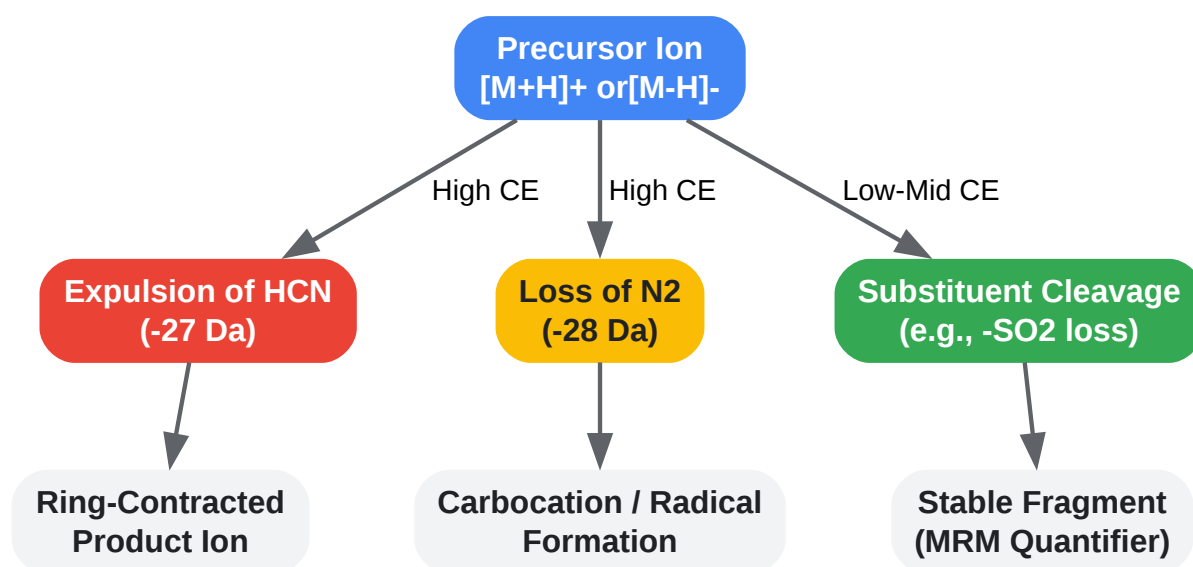 Precursor Ion
[M+H]+ or[M-H]-
High CE
High CE
Low-Mid CE
Expulsion of HCN
(-27 Da)
Loss of N2
(-28 Da)
Substituent Cleavage
(e.g., -SO2 loss)
Ring-Contracted
Product Ion
Carbocation / Radical
Formation
Stable Fragment
(MRM Quantifier)